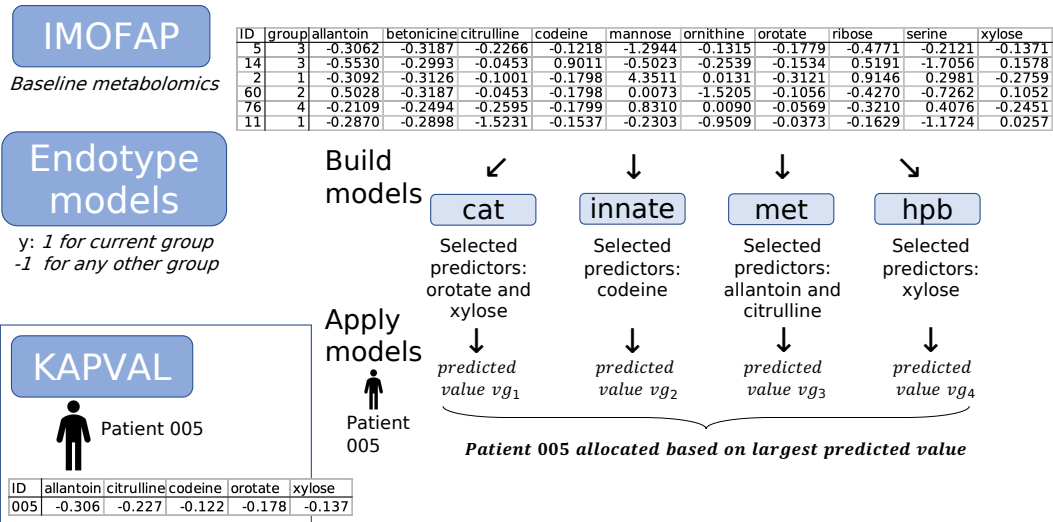 IMOFAP
Baseline metabolomics
ID group allantoin betonicine citrulline codeine mannose ornithine orotate ribose serine xylose
5 3 -0.3062 -0.3187 -0.2266 -0.1218 -1.2944 -0.1315 -0.1779 -0.4771 -0.2121 -0.1371
14 3 -0.5530 -0.2993 -0.0453 0.9011 -0.5023 -0.2539 -0.1534 0.5191 -1.7056 0.1578
2 1 -0.3092 -0.3126 -0.1001 -0.1798 4.3511 0.0131 -0.3121 0.9146 0.2981 -0.2759
60 2 0.5028 -0.3187 -0.0453 -0.1798 0.0073 -1.5205 -0.1056 -0.4270 -0.7262 0.1052
76 4 -0.2109 -0.2494 -0.2595 -0.1799 0.8310 0.0090 -0.0569 -0.3210 0.4076 -0.2451
11 1 -0.2870 -0.2898 -1.5231 -0.1537 -0.2303 -0.9509 -0.0373 -0.1629 -1.1724 0.0257
Endotype
models
y: 1 for current group
-1 for any other group
Build
models
cat innate met hpb
Selected
predictors:
orotate and
xylose
Selected
predictors:
codeine
Selected
predictors:
allantoin and
citrulline
Selected
predictors:
xylose
Apply
models
Patient
005
predicted
value vg₁
predicted
value vg₂
predicted
value vg₃
predicted
value vg₄
Patient 005 allocated based on largest predicted value
KAPVAL
Patient 005
ID allantoin citrulline codeine orotate xylose
005 -0.306 -0.227 -0.122 -0.178 -0.137